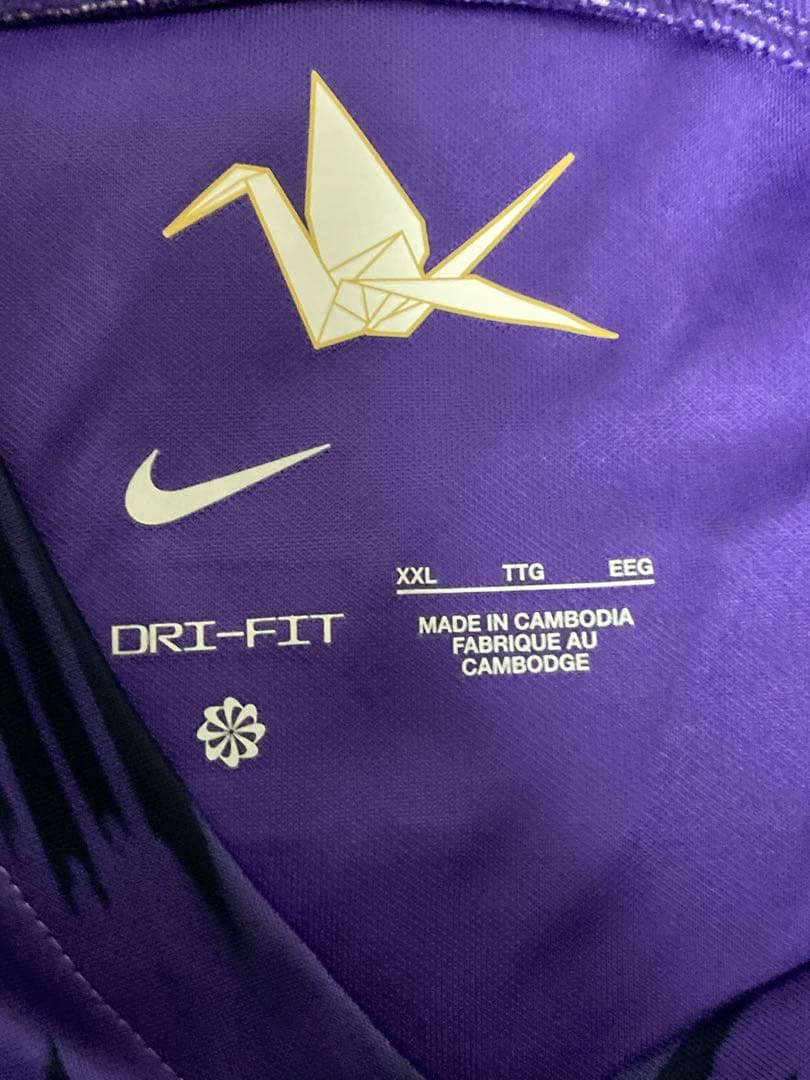 XXL TTG EEG
DRI-FIT
MADE IN CAMBODIA
FABRIQUE AU
CAMBODGE